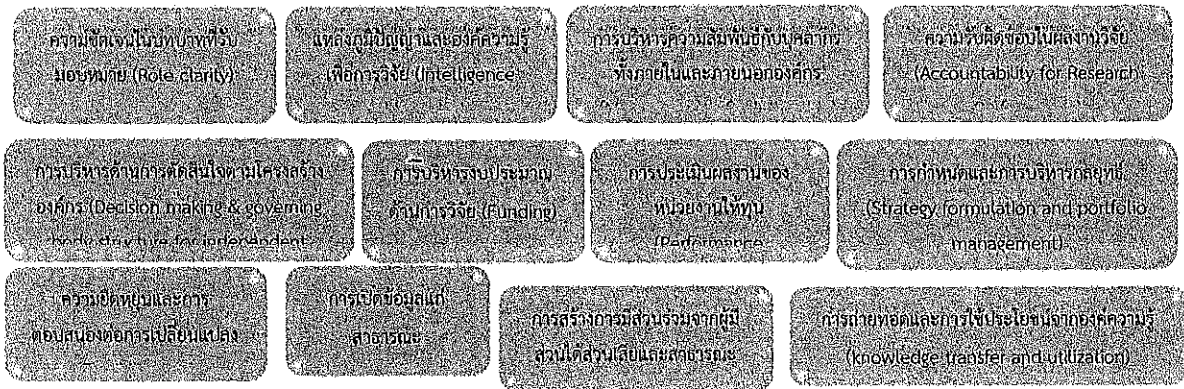 ความชัดเจนในบทบาทที่รับ
มอบหมาย (Role clarity)
แหล่งภูมิปัญญาและองค์ความรู้
เพื่อการวิจัย (Intelligence
การบริหารความสัมพันธ์กับบุคลากร
ทั้งภายในและภายนอกองค์กร
ความรับผิดชอบในผลงานวิจัย
(Accountability for Research
การบริหารด้านการตัดสินใจตามโครงสร้าง
องค์กร (Decision making & governing
body structure for independent
การบริหารงบประมาณ
ด้านการวิจัย (Funding)
การประเมินผลงานของ
หน่วยงานให้ทุน
(Performance
การกำหนดและการบริหารกลยุทธ์
(Strategy formulation and portfolio
management)
ความยืดหยุ่นและการ
ตอบสนองต่อการเปลี่ยนแปลง
การเปิดข้อมูลแก่
สาธารณะ
การสร้างการมีส่วนร่วมจากผู้มี
ส่วนได้ส่วนเสียและสาธารณะ
การถ่ายทอดและการใช้ประโยชน์จากองค์ความรู้
(knowledge transfer and utilization)